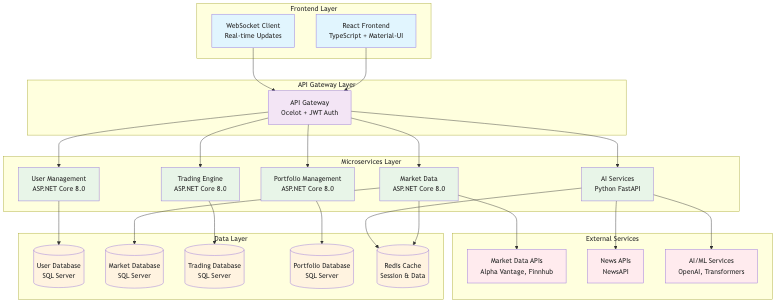 Frontend Layer
WebSocket Client
Real-time Updates
React Frontend
TypeScript + Material-UI
API Gateway Layer
API Gateway
Ocelot + JWT Auth
Microservices Layer
User Management
ASP.NET Core 8.0
Trading Engine
ASP.NET Core 8.0
Portfolio Management
ASP.NET Core 8.0
Market Data
ASP.NET Core 8.0
AI Services
Python FastAPI
Data Layer
User Database
SQL Server
Market Database
SQL Server
Trading Database
SQL Server
Portfolio Database
SQL Server
Redis Cache
Session & Data
External Services
Market Data APIs
Alpha Vantage, Finnhub
News APIs
NewsAPI
AI/ML Services
OpenAI, Transformers